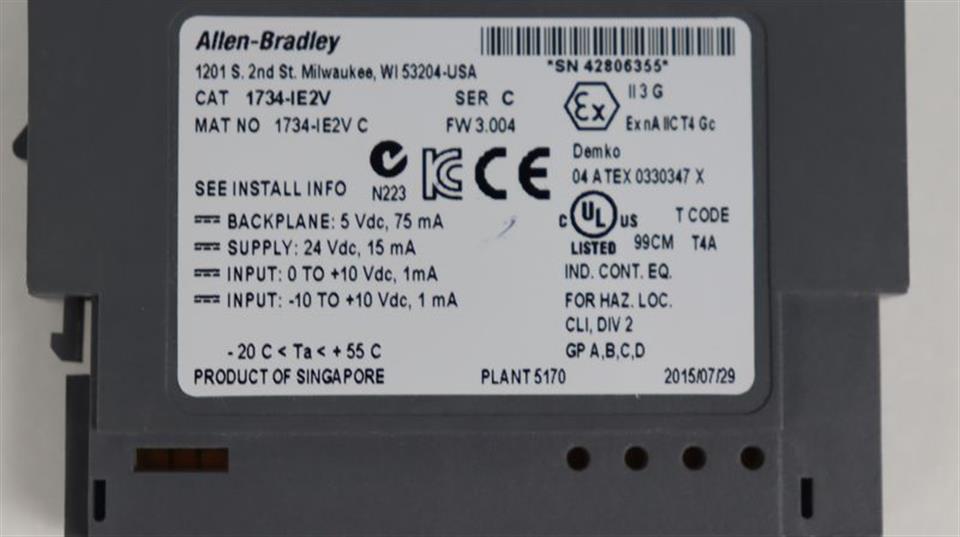 Allen-Bradley
1201 S. 2nd St. Milwaukee, WI 53204-USA
*SN 42806355*
CAT 1734-IE2V SER C
MAT NO 1734-IE2V C FW 3.004
Ex II 3 G
Ex nA IIC T4 Gc
Demko
04 ATEX 0330347 X
SEE INSTALL INFO N223 KC CE
C UL US LISTED 99CM
T CODE T4A
BACKPLANE: 5 Vdc, 75 mA
SUPPLY: 24 Vdc, 15 mA
INPUT: 0 TO +10 Vdc, 1mA
INPUT: -10 TO +10 Vdc, 1 mA
IND. CONT. EQ.
FOR HAZ. LOC.
CLI, DIV 2
GP A,B,C,D
- 20 C < Ta < + 55 C
PRODUCT OF SINGAPORE PLANT 5170 2015/07/29